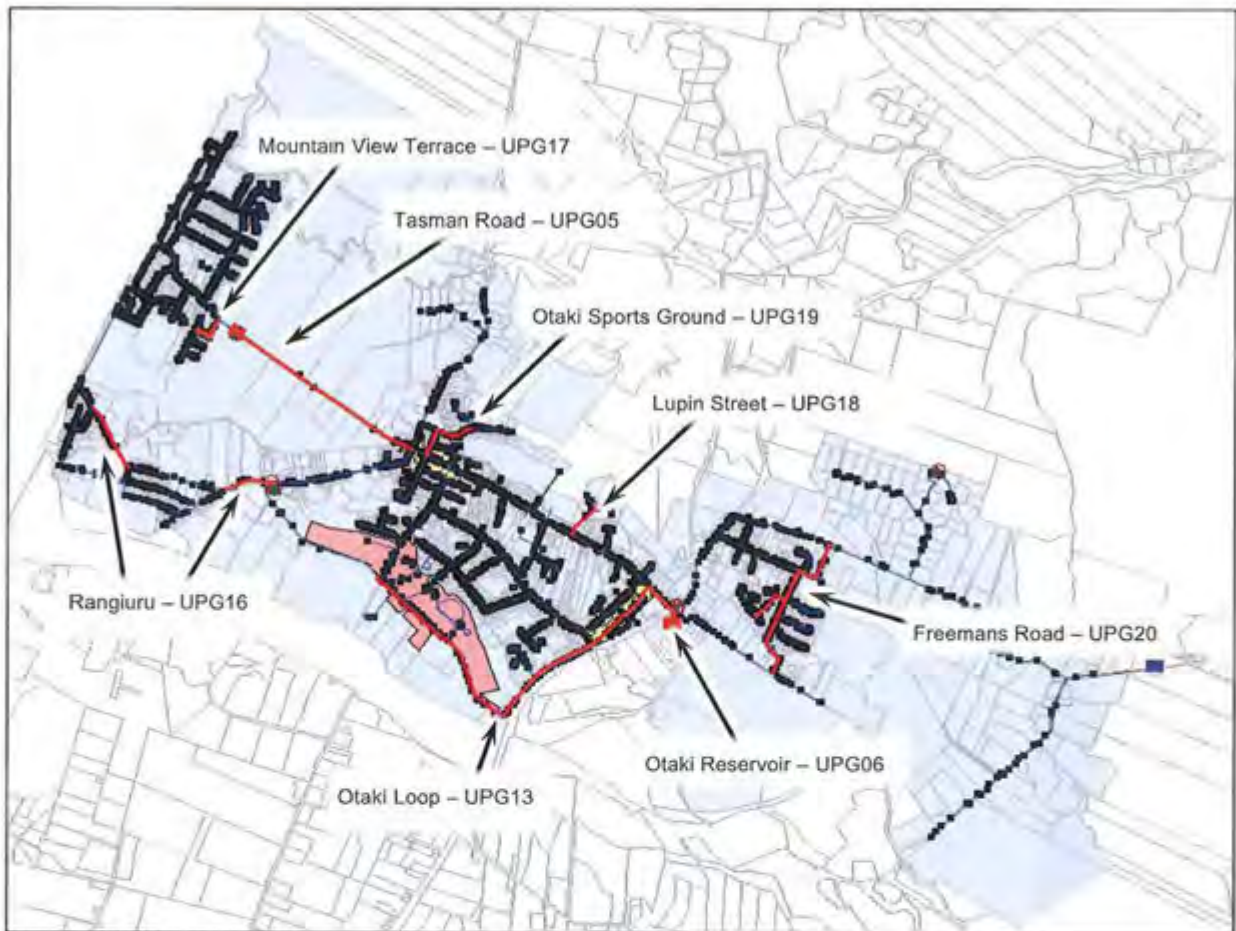 Mountain View Terrace – UPG17
Tasman Road – UPG05
Otaki Sports Ground – UPG19
Lupin Street – UPG18
Rangiuru – UPG16
Freemans Road – UPG20
Otaki Reservoir – UPG06
Otaki Loop – UPG13